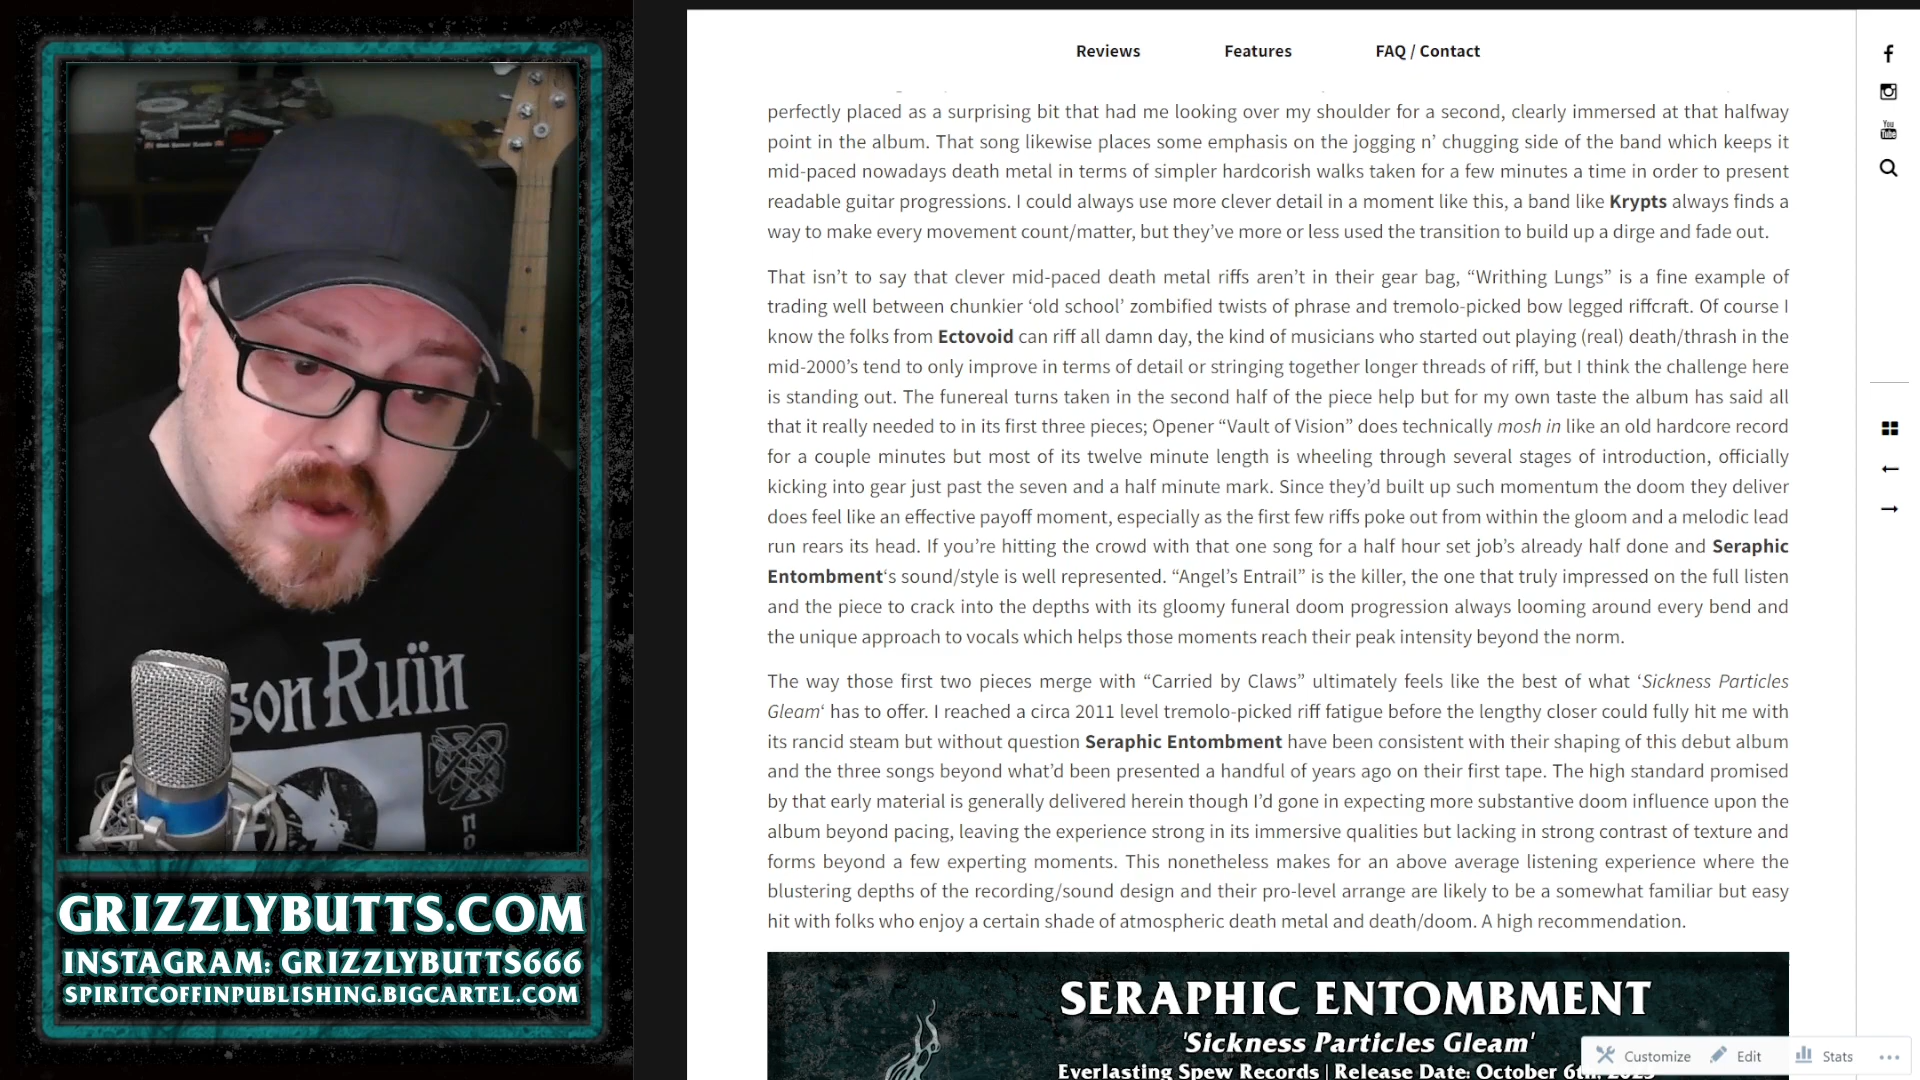 Reviews
Features
FAQ / Contact
perfectly placed as a surprising bit that had me looking over my shoulder for a second, clearly immersed at that halfway
point in the album. That song likewise places some emphasis on the jogging n’ chugging side of the band which keeps it
mid-paced nowadays death metal in terms of simpler hardcorish walks taken for a few minutes a time in order to present
readable guitar progressions. I could always use more clever detail in a moment like this, a band like Krypts always finds a
way to make every movement count/matter, but they’ve more or less used the transition to build up a dirge and fade out.
That isn’t to say that clever mid-paced death metal riffs aren’t in their gear bag, “Writhing Lungs” is a fine example of
trading well between chunkier ‘old school’ zombified twists of phrase and tremolo-picked bow legged riffcraft. Of course I
know the folks from Ectovoid can riff all damn day, the kind of musicians who started out playing (real) death/thrash in the
mid-2000’s tend to only improve in terms of detail or stringing together longer threads of riff, but I think the challenge here
is standing out. The funereal turns taken in the second half of the piece help but for my own taste the album has said all
that it really needed to in its first three pieces; Opener “Vault of Vision” does technically mosh in like an old hardcore record
for a couple minutes but most of its twelve minute length is wheeling through several stages of introduction, officially
kicking into gear just past the seven and a half minute mark. Since they’d built up such momentum the doom they deliver
does feel like an effective payoff moment, especially as the first few riffs poke out from within the gloom and a melodic lead
run rears its head. If you’re hitting the crowd with that one song for a half hour set job’s already half done and Seraphic
Entombment‘s sound/style is well represented. “Angel’s Entrail” is the killer, the one that truly impressed on the full listen
and the piece to crack into the depths with its gloomy funeral doom progression always looming around every bend and
the unique approach to vocals which helps those moments reach their peak intensity beyond the norm.
The way those first two pieces merge with “Carried by Claws” ultimately feels like the best of what ‘Sickness Particles
Gleam‘ has to offer. I reached a circa 2011 level tremolo-picked riff fatigue before the lengthy closer could fully hit me with
its rancid steam but without question Seraphic Entombment have been consistent with their shaping of this debut album
and the three songs beyond what’d been presented a handful of years ago on their first tape. The high standard promised
by that early material is generally delivered herein though I’d gone in expecting more substantive doom influence upon the
album beyond pacing, leaving the experience strong in its immersive qualities but lacking in strong contrast of texture and
forms beyond a few experting moments. This nonetheless makes for an above average listening experience where the
blustering depths of the recording/sound design and their pro-level arrange are likely to be a somewhat familiar but easy
hit with folks who enjoy a certain shade of atmospheric death metal and death/doom. A high recommendation.
SERAPHIC ENTOMBMENT
'Sickness Particles Gleam'
Everlasting Spew Records | Release Date: October 6th,
Customize
Edit
Stats
You
Tube
son Ruïn
no
GRIZZLYBUTTS.COM
INSTAGRAM: GRIZZLYBUTTS666
SPIRITCOFFINPUBLISHING.BIGCARTEL.COM